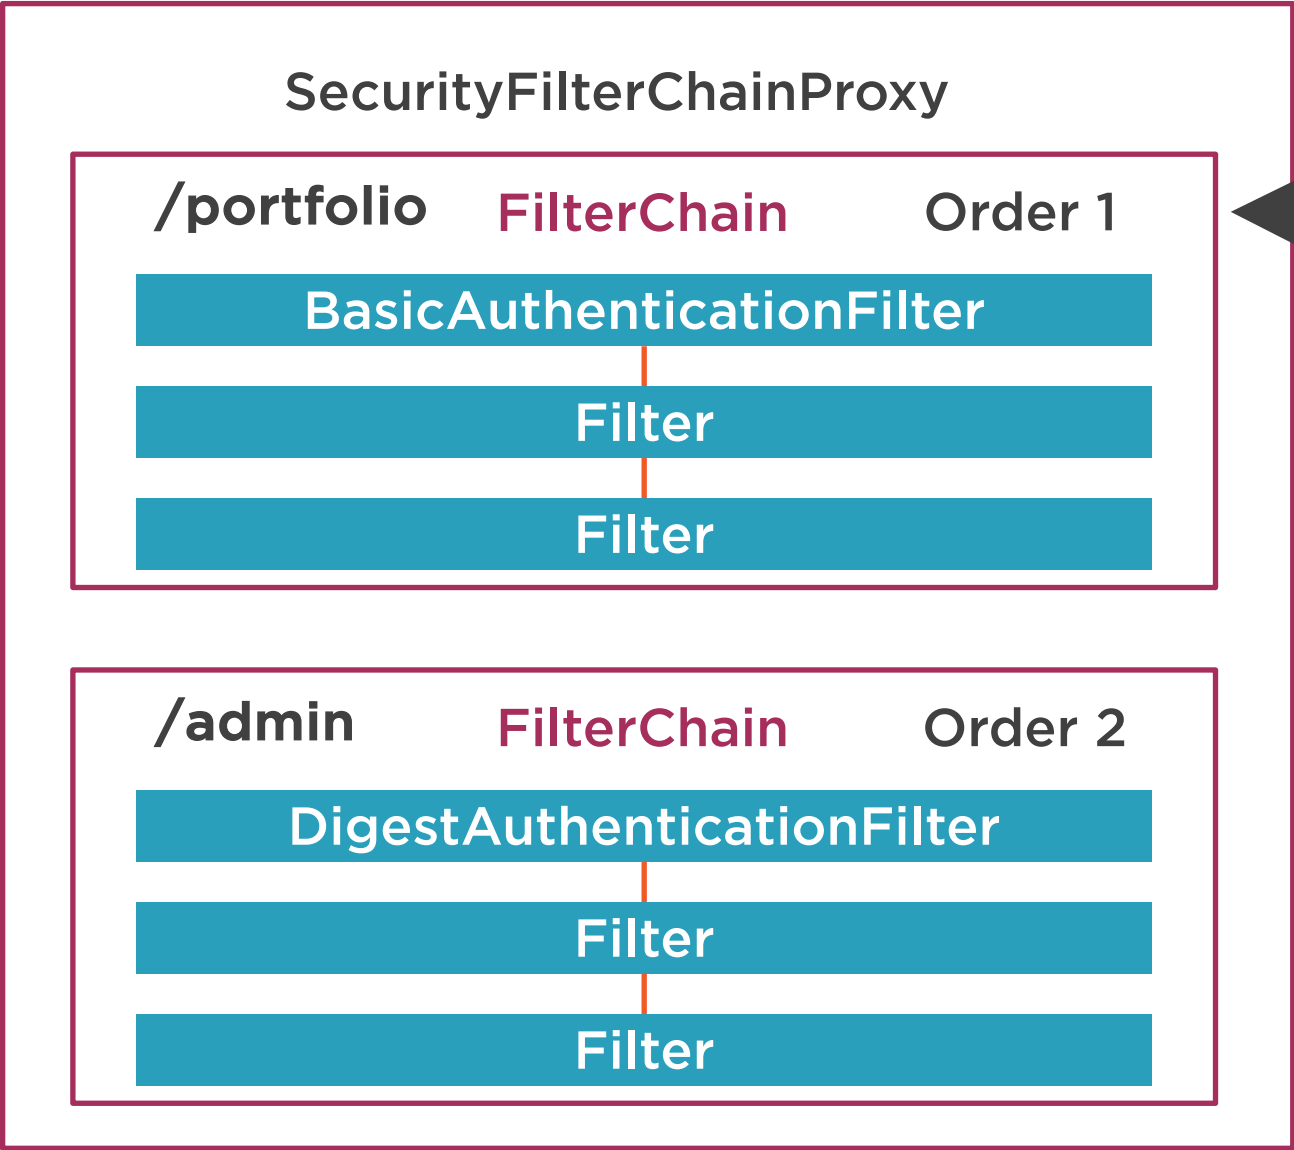 SecurityFilterChainProxy
/portfolio FilterChain Order 1
BasicAuthenticationFilter
Filter
Filter
/admin FilterChain Order 2
DigestAuthenticationFilter
Filter
Filter